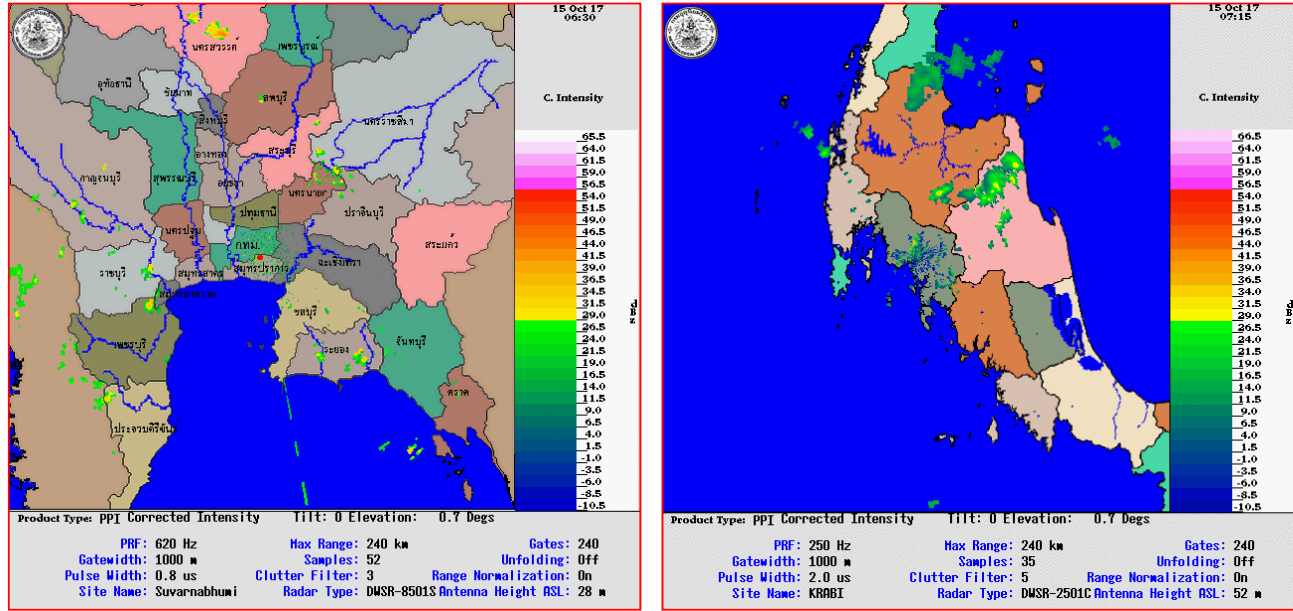 15 Oct 17
06:30
C. Intensity
65.5
64.0
61.5
59.0
56.5
54.0
51.5
49.0
46.5
44.0
41.5
39.0
36.5
34.0
31.5
29.0
26.5
24.0
21.5
19.0
16.5
14.0
11.5
9.0
6.5
4.0
1.5
-1.0
-3.5
-6.0
-8.5
-10.5
นครสวรรค์
เพชรบูรณ์
อุทัยธานี
ชัยนาท
ลพบุรี
สิงห์บุรี
นครราชสีมา
อ่างทอง
สระบุรี
กาญจนบุรี
สุพรรณบุรี
อยุธยา
นครนายก
ปทุมธานี
ปราจีนบุรี
นครปฐม
กทม.
สระแก้ว
ราชบุรี
สมุทรสาคร
สมุทรปราการ
ฉะเชิงเทรา
สมุทรสงคราม
ชลบุรี
เพชรบุรี
ระยอง
จันทบุรี
ตราด
ประจวบคีรีขันธ์
Product Type: PPI Corrected Intensity Tilt: 0 Elevation: 0.7 Degs
PRF: 620 Hz Max Range: 240 km Gates: 240
Gatewidth: 1000 m Samples: 52 Unfolding: Off
Pulse Width: 0.8 us Clutter Filter: 3 Range Normalization: On
Site Name: Suvarnabhumi Radar Type: DWSR-8501S Antenna Height ASL: 28 m
15 Oct 17
07:15
C. Intensity
66.5
64.0
61.5
59.0
56.5
54.0
51.5
49.0
46.5
44.0
41.5
39.0
36.5
34.0
31.5
29.0
26.5
24.0
21.5
19.0
16.5
14.0
11.5
9.0
6.5
4.0
1.5
-1.0
-3.5
-6.0
-8.5
-10.5
Product Type: PPI Corrected Intensity Tilt: 0 Elevation: 0.7 Degs
PRF: 250 Hz Max Range: 240 km Gates: 240
Gatewidth: 1000 m Samples: 35 Unfolding: Off
Pulse Width: 2.0 us Clutter Filter: 5 Range Normalization: On
Site Name: KRABI Radar Type: DWSR-2501C Antenna Height ASL: 52 m